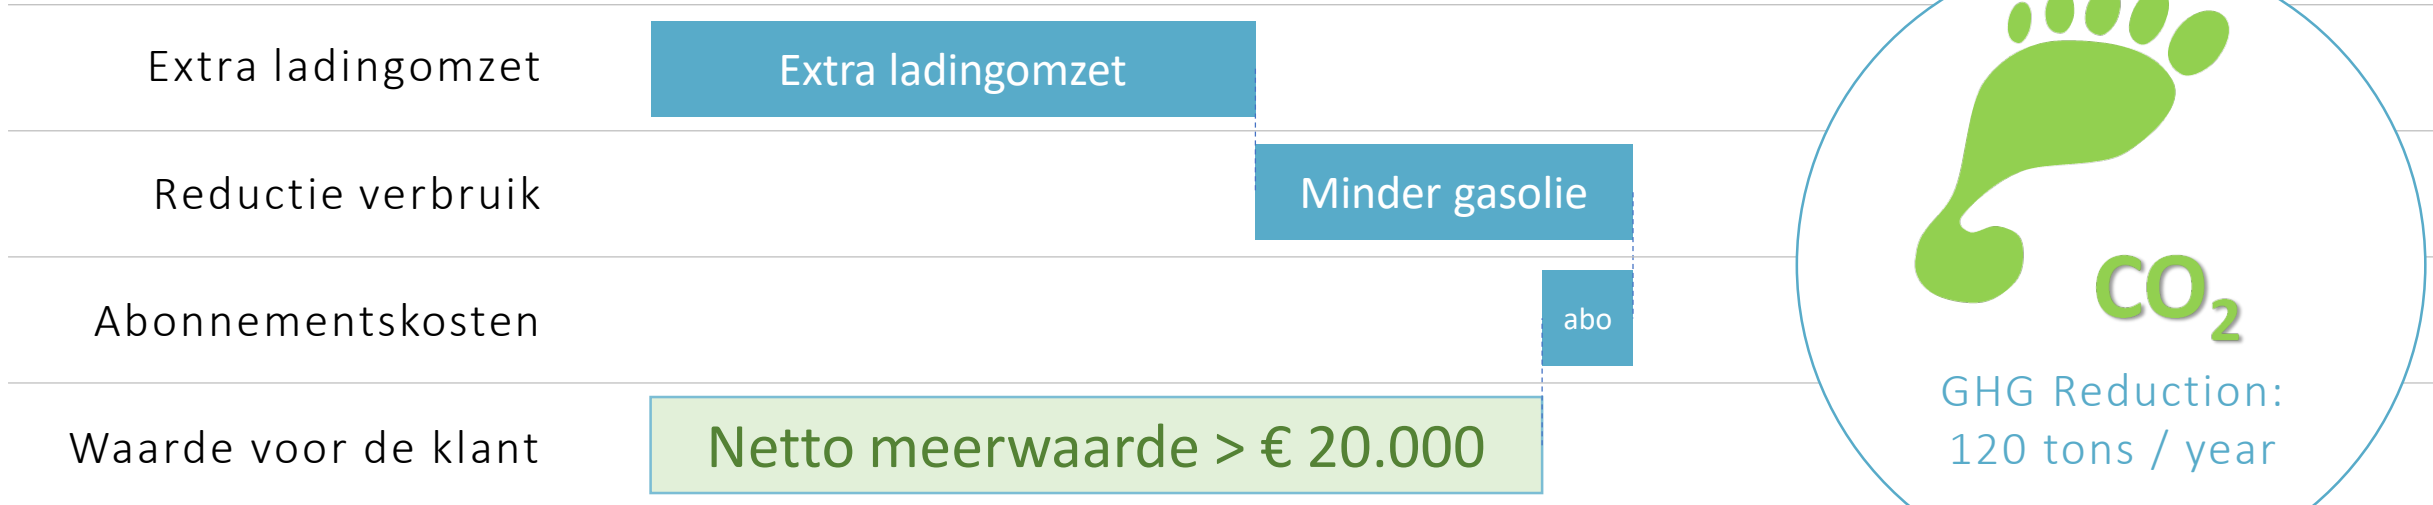 Extra ladingomzet
Extra ladingomzet
Reductie verbruik
Minder gasolie
Abonnementskosten
abo
Waarde voor de klant
Netto meerwaarde > € 20.000
CO₂
GHG Reduction:
120 tons / year